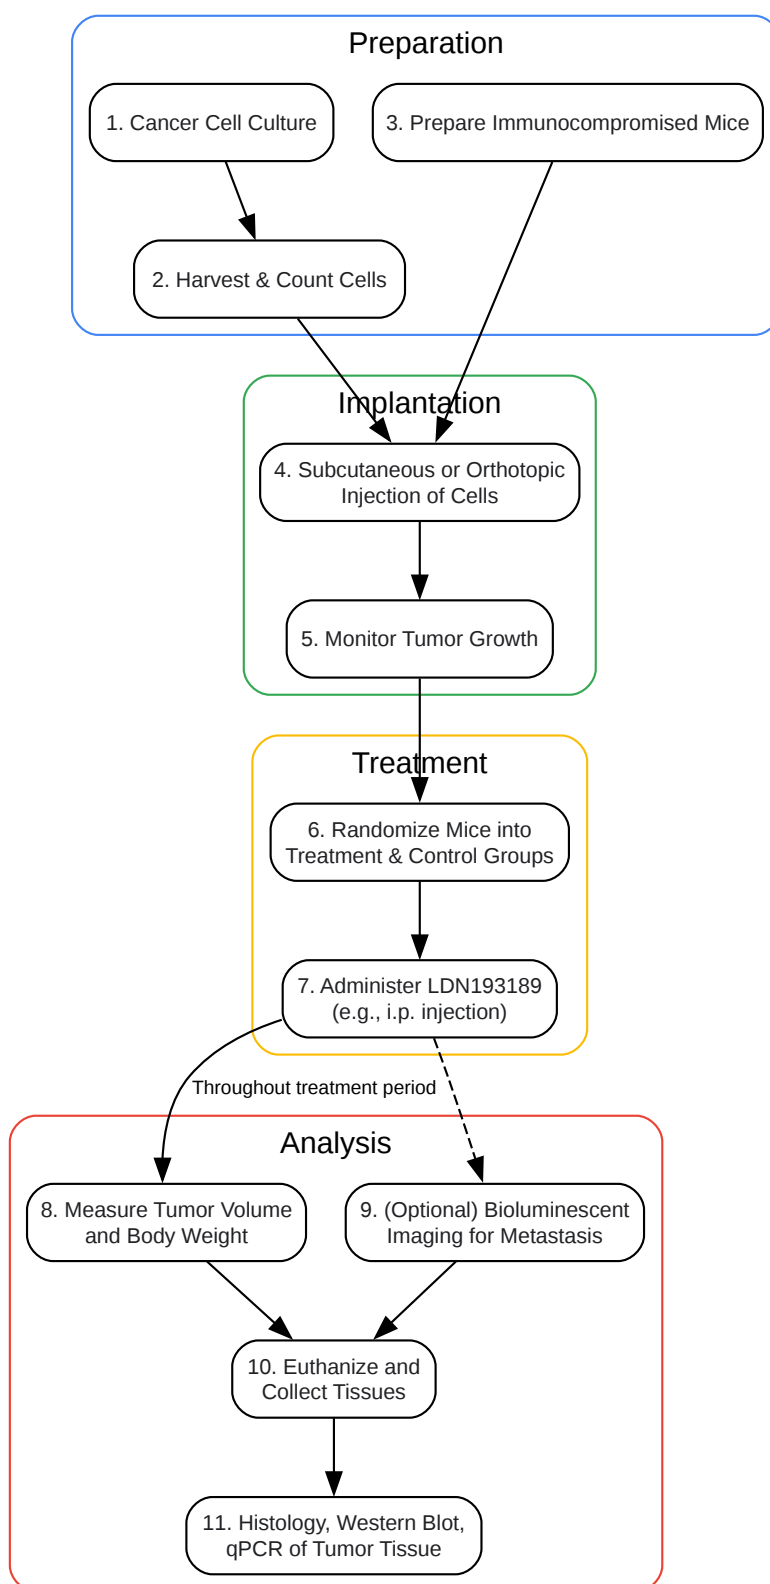 Preparation
1. Cancer Cell Culture
3. Prepare Immunocompromised Mice
2. Harvest & Count Cells
Implantation
4. Subcutaneous or Orthotopic
Injection of Cells
5. Monitor Tumor Growth
Treatment
6. Randomize Mice into
Treatment & Control Groups
7. Administer LDN193189
(e.g., i.p. injection)
Throughout treatment period
Analysis
8. Measure Tumor Volume
and Body Weight
9. (Optional) Bioluminescent
Imaging for Metastasis
10. Euthanize and
Collect Tissues
11. Histology, Western Blot,
qPCR of Tumor Tissue